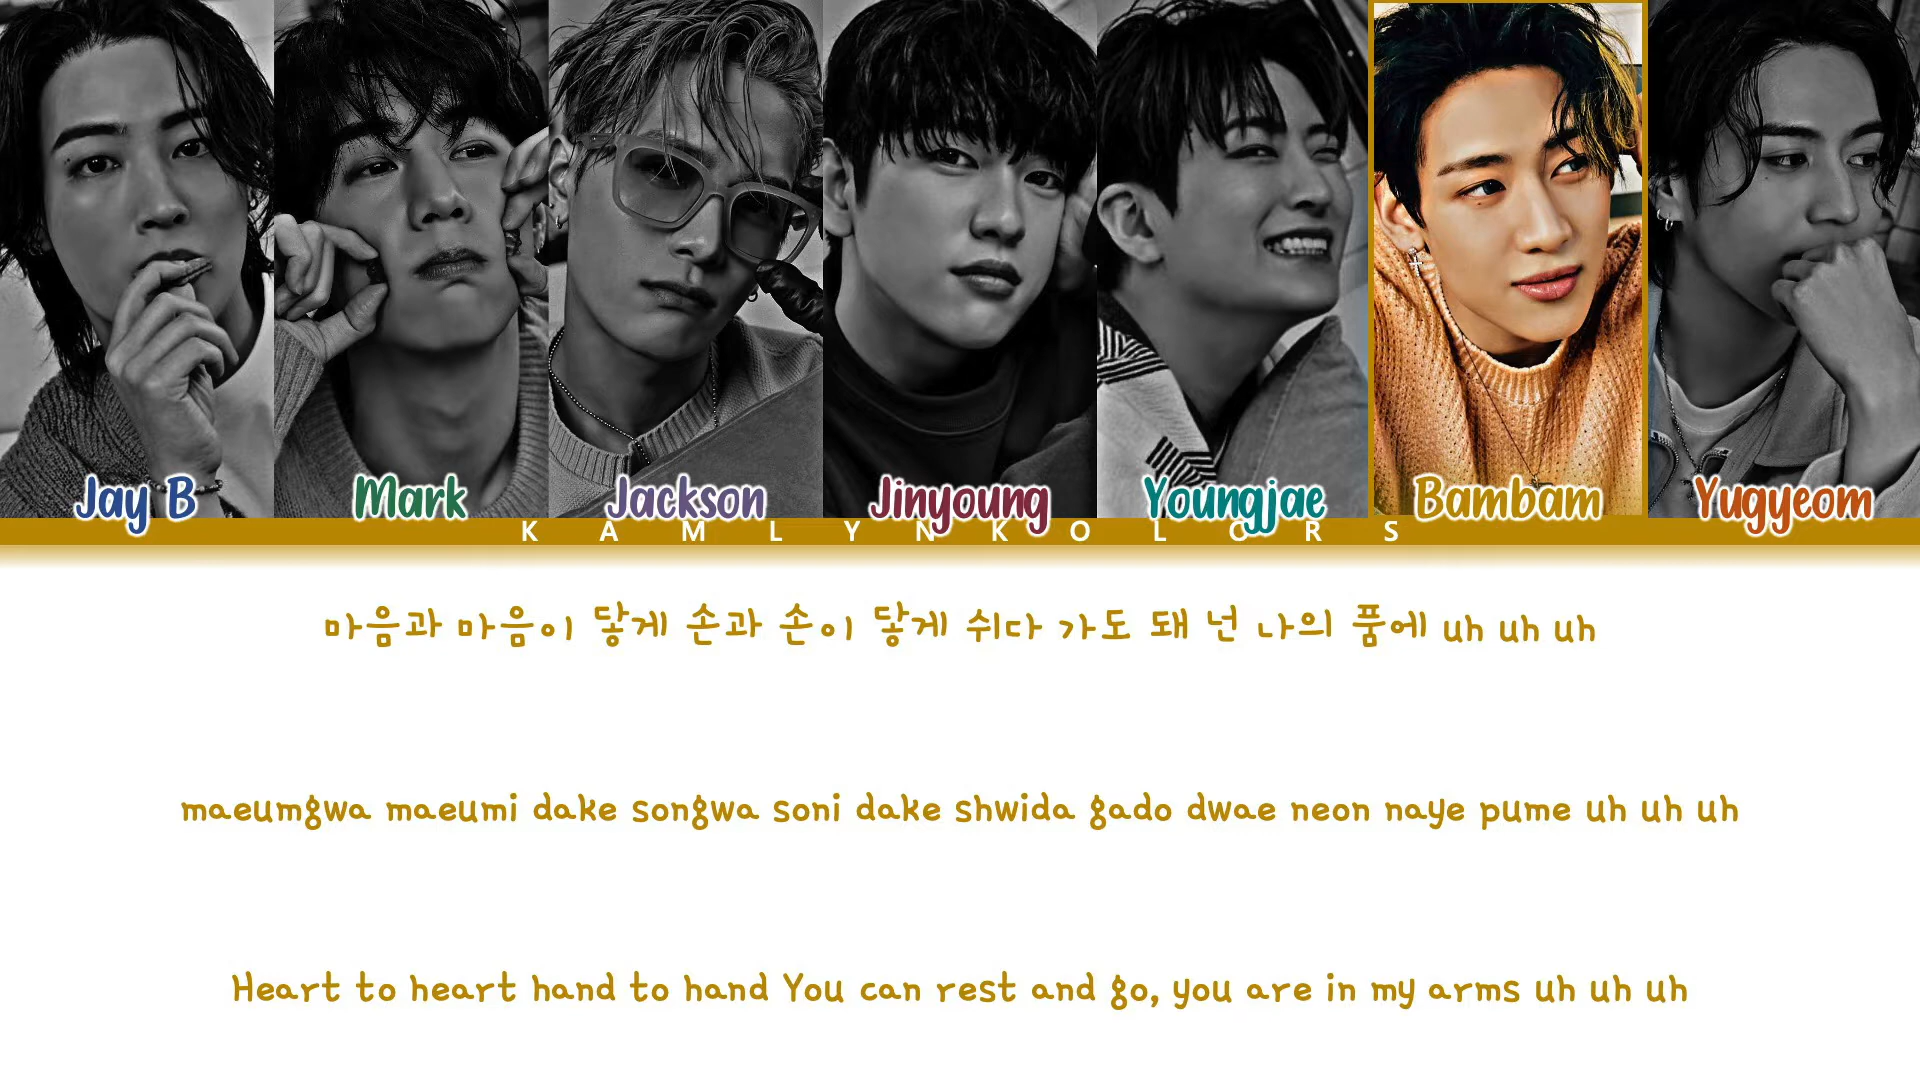 Jay B Mark Jackson Jinyoung Youngjae Bambam Yugyeom
K A M L Y N K O L O R S
마음과 마음이 닿게 손과 손이 닿게 쉬다 가도 돼 넌 나의 품에 uh uh uh
maeumgwa maeumi dake songwa soni dake shwida gado dwae neon naye pume uh uh uh
Heart to heart hand to hand You can rest and go, you are in my arms uh uh uh